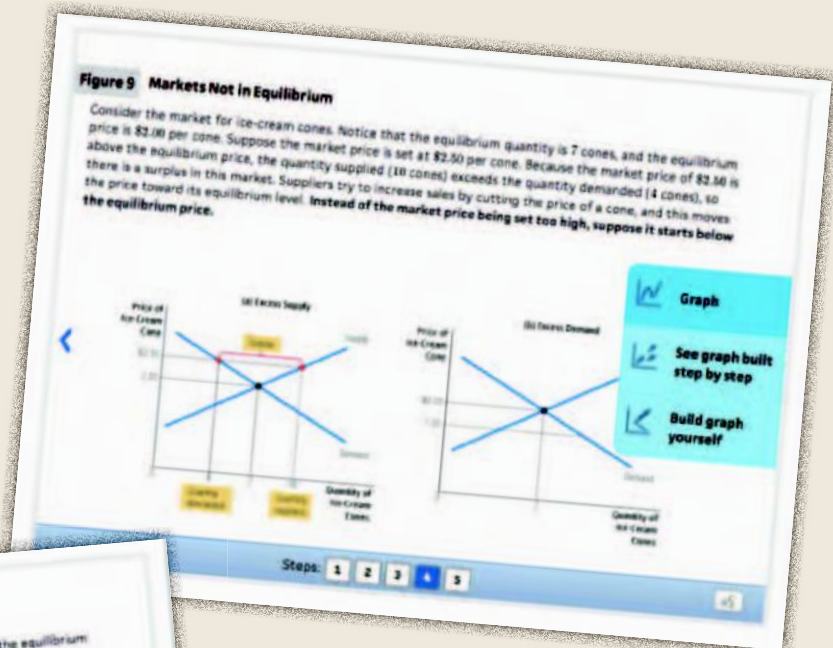 Figure 9 Markets Not in Equilibrium
Consider the market for ice-cream cones. Notice that the equilibrium quantity is 7 cones, and the equilibrium
price is $2.00 per cone. Suppose the market price is set at $2.50 per cone. Because the market price of $2.50 is
above the equilibrium price, the quantity supplied (10 cones) exceeds the quantity demanded (4 cones), so
there is a surplus in this market. Suppliers try to increase sales by cutting the price of a cone, and this moves
the price toward its equilibrium level. Instead of the market price being set too high, suppose it starts below
the equilibrium price.
(a) Excess Supply
Price of
Ice-Cream
Cone
Demand
Quantity of
Ice-Cream
Cones
(b) Excess Demand
Price of
Ice-Cream
Cone
Demand
Quantity of
Ice-Cream
Cones
Graph
See graph built
step by step
Build graph
yourself
Steps: 1 2 3 4 5
the equilibrium